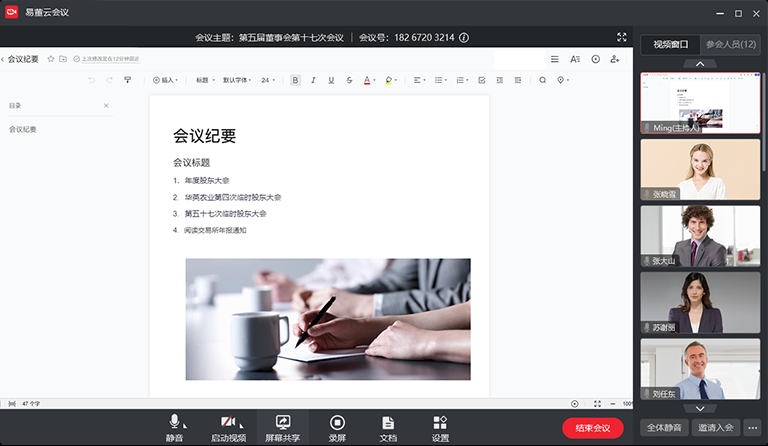 易董云会议
会议主题：第五届董事会第十七次会议 会议号：182 6720 3214
会议纪要
上次修改是在12分钟前
插入 标题 默认字体 24 B I U S A
目录
会议纪要
会议纪要
会议标题
1. 年度股东大会
2. 华英农业第四次临时股东大会
3. 第五十七次临时股东大会
4. 阅读交易所年报通知
47 个字
100%
视频窗口 参会人员(12)
Ming(主持人)
张晓雪
张大山
苏谢丽
刘任东
静音 启动视频 屏幕共享 录屏 文档 设置
结束会议
全体静音 邀请入会